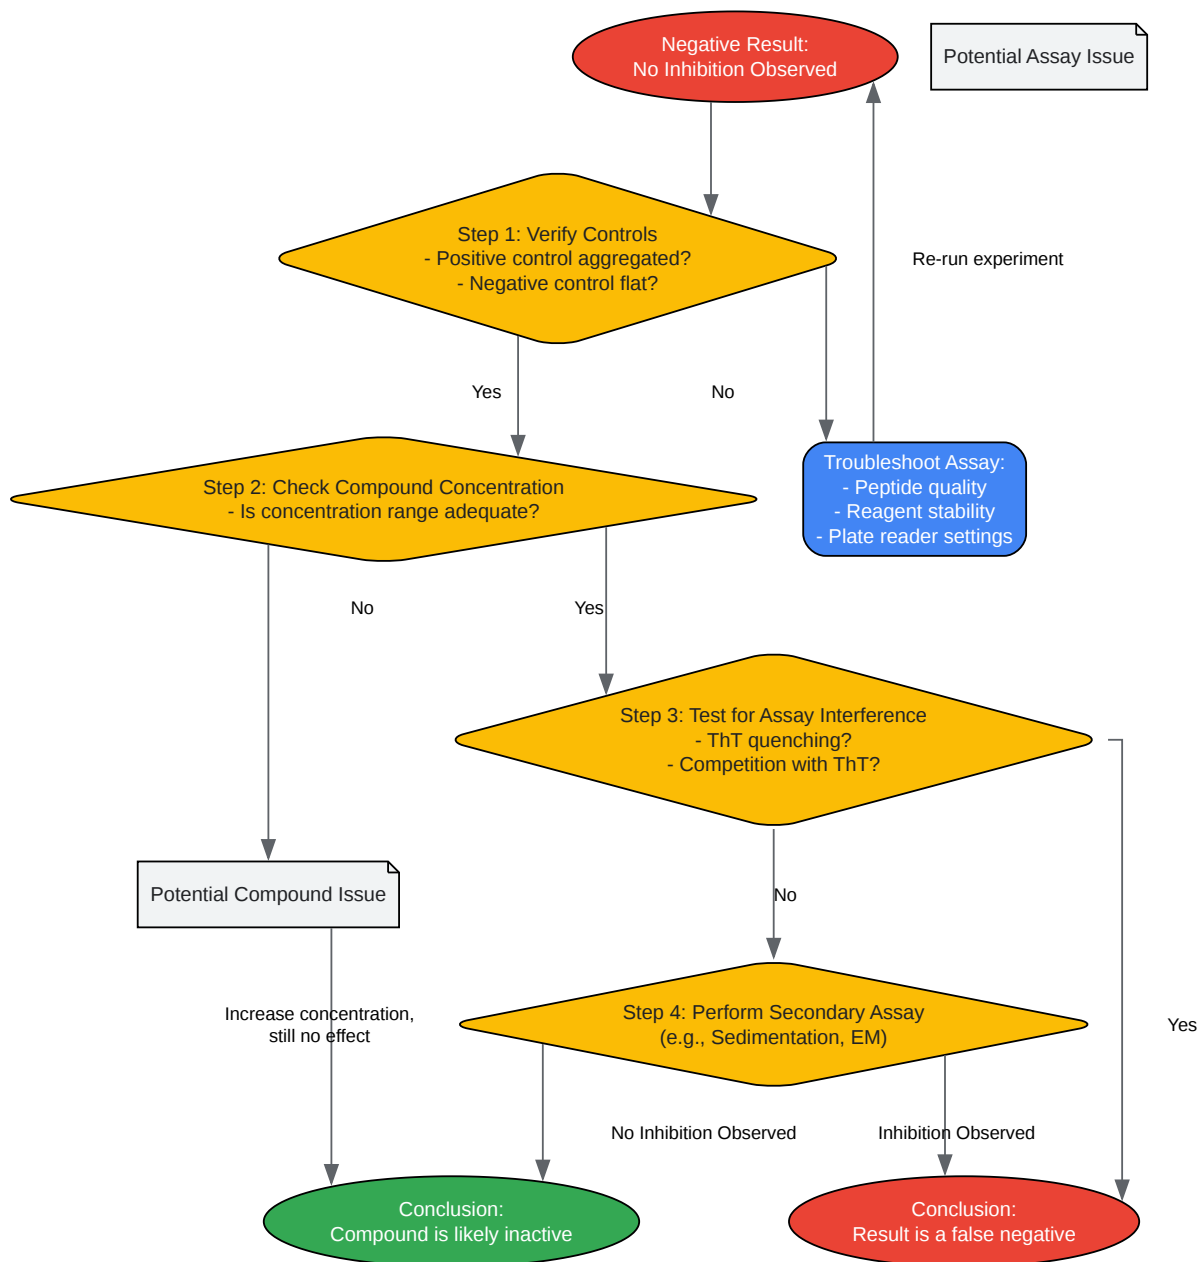 Negative Result:
No Inhibition Observed
Potential Assay Issue
Step 1: Verify Controls
- Positive control aggregated?
- Negative control flat?
Re-run experiment
Yes
No
Troubleshoot Assay:
- Peptide quality
- Reagent stability
- Plate reader settings
Step 2: Check Compound Concentration
- Is concentration range adequate?
No
Yes
Step 3: Test for Assay Interference
- ThT quenching?
- Competition with ThT?
Potential Compound Issue
No
Increase concentration,
still no effect
Step 4: Perform Secondary Assay
(e.g., Sedimentation, EM)
Yes
No Inhibition Observed
Inhibition Observed
Conclusion:
Compound is likely inactive
Conclusion:
Result is a false negative